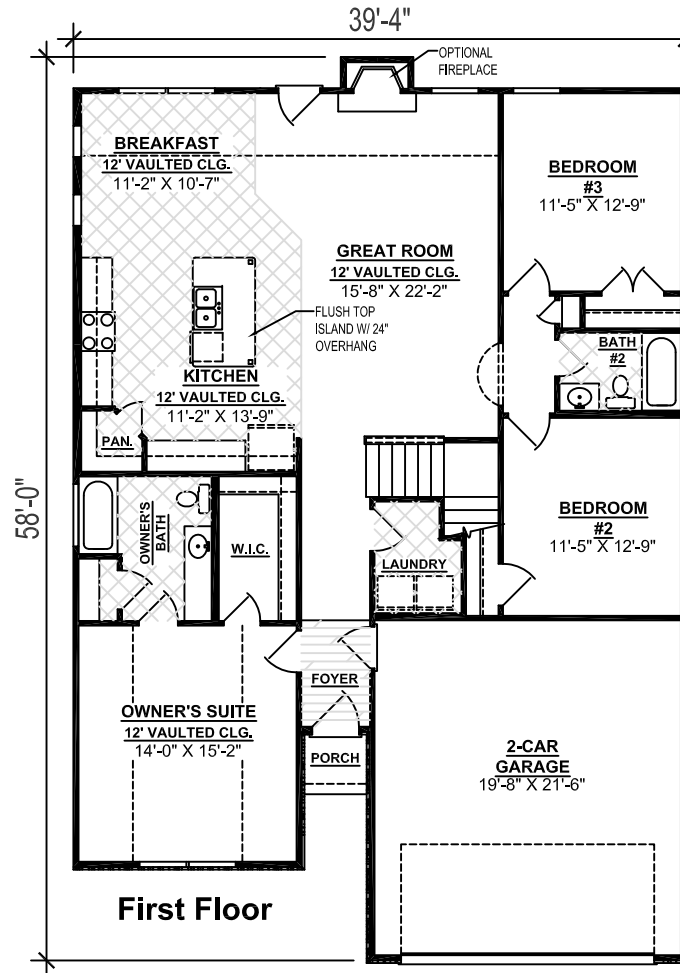 39'-4"
OPTIONAL
FIREPLACE
BREAKFAST
12' VAULTED CLG.
11'-2" X 10'-7"
BEDROOM
#3
11'-5" X 12'-9"
GREAT ROOM
12' VAULTED CLG.
15'-8" X 22'-2"
FLUSH TOP
ISLAND W/ 24"
OVERHANG
BATH
#2
KITCHEN
12' VAULTED CLG.
11'-2" X 13'-9"
PAN.
58'-0"
OWNER'S
BATH
W.I.C.
BEDROOM
#2
11'-5" X 12'-9"
LAUNDRY
FOYER
OWNER'S SUITE
12' VAULTED CLG.
14'-0" X 15'-2"
PORCH
2-CAR
GARAGE
19'-8" X 21'-6"
First Floor